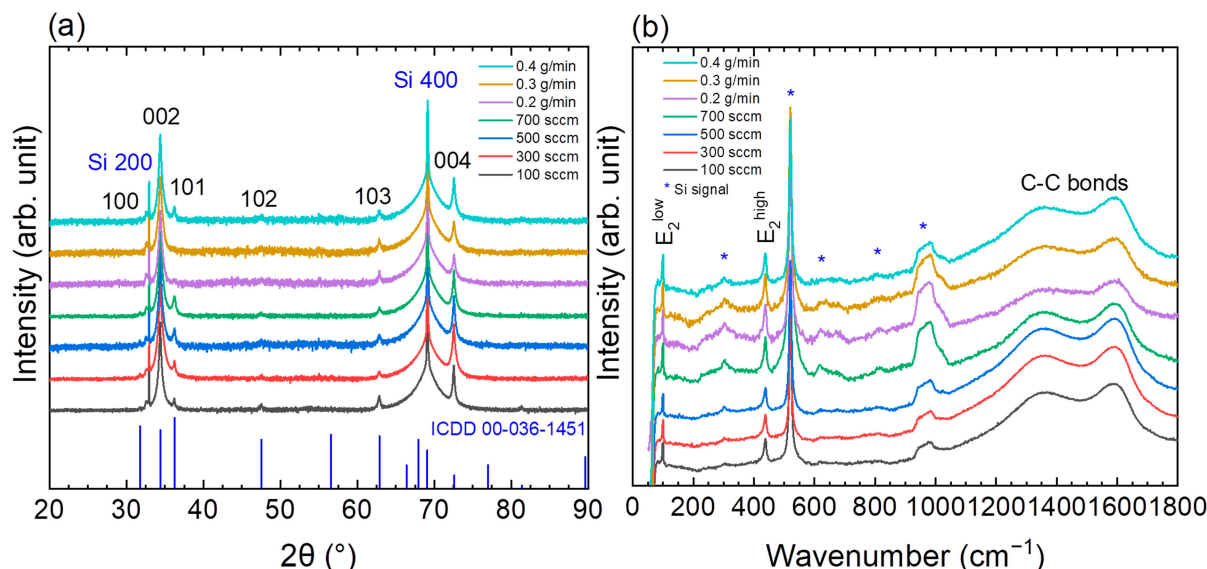 (a)
0.4 g/min
0.3 g/min
0.2 g/min
700 sccm
500 sccm
300 sccm
100 sccm
Si 400
002
Si 200
004
100
101
102
103
ICDD 00-036-1451
Intensity (arb. unit)
20 30 40 50 60 70 80 90
2θ (°)
(b)
0.4 g/min
0.3 g/min
0.2 g/min
700 sccm
500 sccm
300 sccm
100 sccm
* Si signal
*
*
*
*
*
E₂ˡᵒʷ
E₂ʰⁱᵍʰ
C-C bonds
Intensity (arb. unit)
0 200 400 600 800 1000 1200 1400 1600 1800
Wavenumber (cm⁻¹)